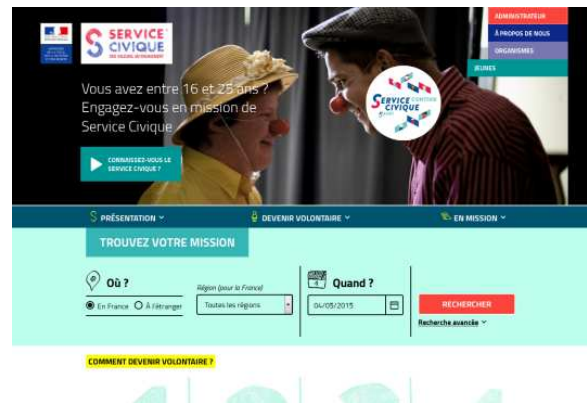 SERVICE
CIVIQUE
ADMINISTRATEUR
À PROPOS DE NOUS
ORGANISMES
JEUNES
Vous avez entre 16 et 25 ans ?
Engagez-vous en mission de
Service Civique
CONNAISSEZ-VOUS LE
SERVICE CIVIQUE ?
SERVICE
CIVIQUE
PRÉSENTATION
DEVENIR VOLONTAIRE
EN MISSION
TROUVEZ VOTRE MISSION
Où ?
Région (pour la France)
Quand ?
En France
À l'étranger
Toutes les régions
04/05/2015
RECHERCHER
Recherche avancée
COMMENT DEVENIR VOLONTAIRE ?